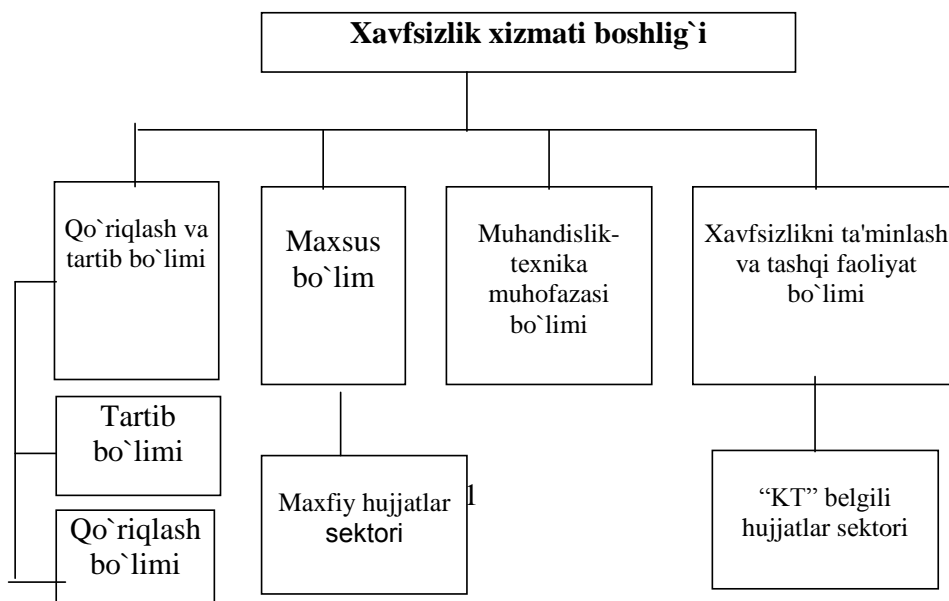 Xavfsizlik xizmati boshlig`i
Qo`riqlash va
tartib bo`limi
Maxsus
bo`lim
Muhandislik-
texnika
muhofazasi
bo`limi
Xavfsizlikni ta'minlash
va tashqi faoliyat
bo`limi
Tartib
bo`limi
Qo`riqlash
bo`limi
Maxfiy hujjatlar
sektori
1
“KT” belgili
hujjatlar sektori